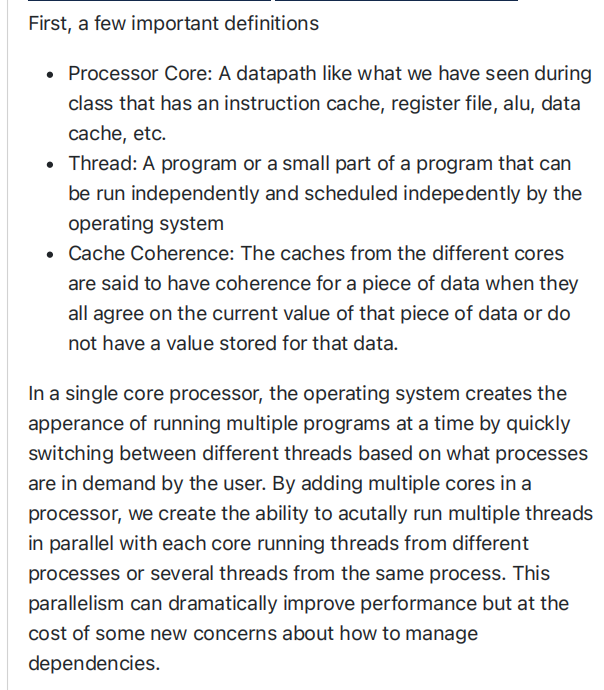 First, a few important definitions
• Processor Core: A datapath like what we have seen during
class that has an instruction cache, register file, alu, data
cache, etc.
• Thread: A program or a small part of a program that can
be run independently and scheduled indepedently by the
operating system
• Cache Coherence: The caches from the different cores
are said to have coherence for a piece of data when they
all agree on the current value of that piece of data or do
not have a value stored for that data.
In a single core processor, the operating system creates the
apperance of running multiple programs at a time by quickly
switching between different threads based on what processes
are in demand by the user. By adding multiple cores in a
processor, we create the ability to acutally run multiple threads
in parallel with each core running threads from different
processes or several threads from the same process. This
parallelism can dramatically improve performance but at the
cost of some new concerns about how to manage
dependencies.